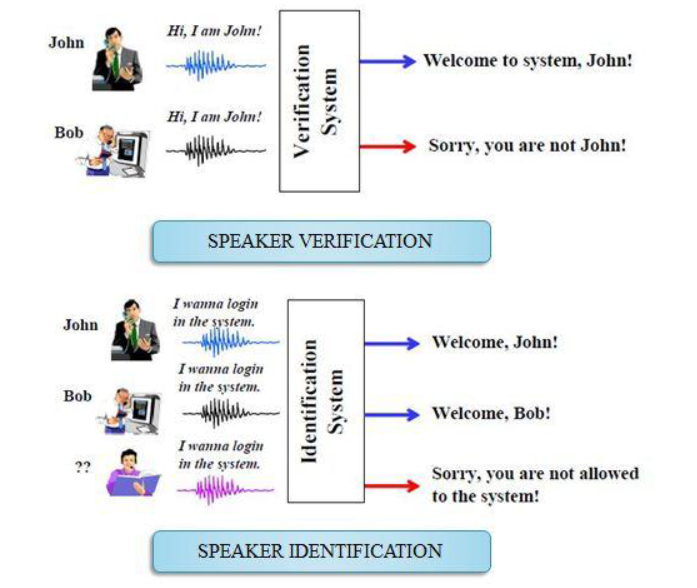 John
Hi, I am John!
Welcome to system, John!
Bob
Hi, I am John!
Sorry, you are not John!
Verification
System
SPEAKER VERIFICATION
John
I wanna login
in the system.
Welcome, John!
Bob
I wanna login
in the system.
Welcome, Bob!
??
I wanna login
in the system.
Sorry, you are not allowed
to the system!
Identification
System
SPEAKER IDENTIFICATION